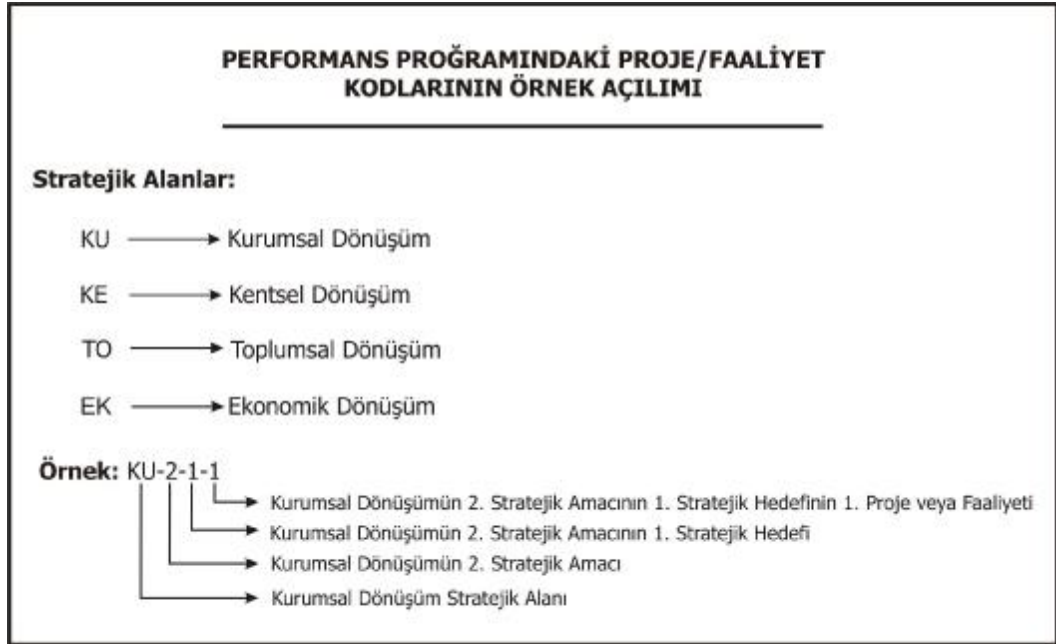 PERFORMANS PROĞRAMINDAKİ PROJE/FAALİYET
KODLARININ ÖRNEK AÇILIMI
Stratejik Alanlar:
KU Kurumsal Dönüşüm
KE Kentsel Dönüşüm
TO Toplumsal Dönüşüm
EK Ekonomik Dönüşüm
Örnek: KU-2-1-1
Kurumsal Dönüşümün 2. Stratejik Amacının 1. Stratejik Hedefinin 1. Proje veya Faaliyeti
Kurumsal Dönüşümün 2. Stratejik Amacının 1. Stratejik Hedefi
Kurumsal Dönüşümün 2. Stratejik Amacı
Kurumsal Dönüşüm Stratejik Alanı